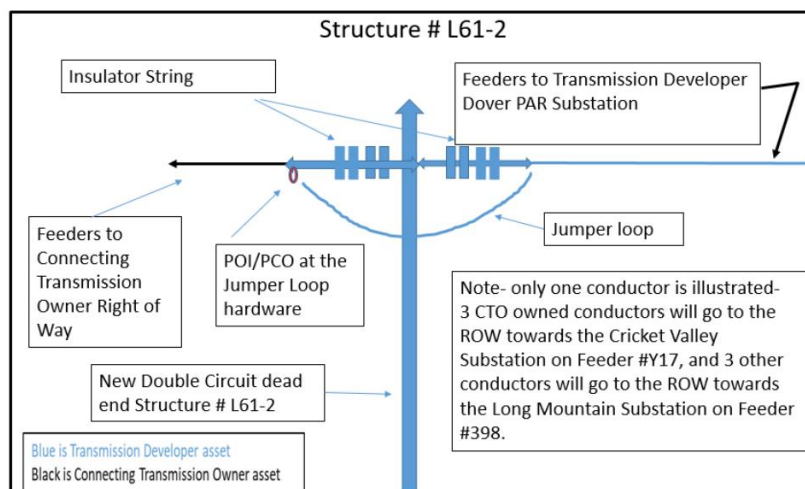 Structure # L61-2
Insulator String
Feeders to Transmission Developer
Dover PAR Substation
Feeders to
Connecting
Transmission
Owner Right of
Way
POI/PCO at the
Jumper Loop
hardware
Jumper loop
New Double Circuit dead
end Structure # L61-2
Note- only one conductor is illustrated-
3 CTO owned conductors will go to the
ROW towards the Cricket Valley
Substation on Feeder #Y17, and 3 other
conductors will go to the ROW towards
the Long Mountain Substation on Feeder
#398.
Blue is Transmission Developer asset
Black is Connecting Transmission Owner asset